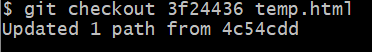 $ git checkout 3f24436 temp.html
Updated 1 path from 4c54cdd